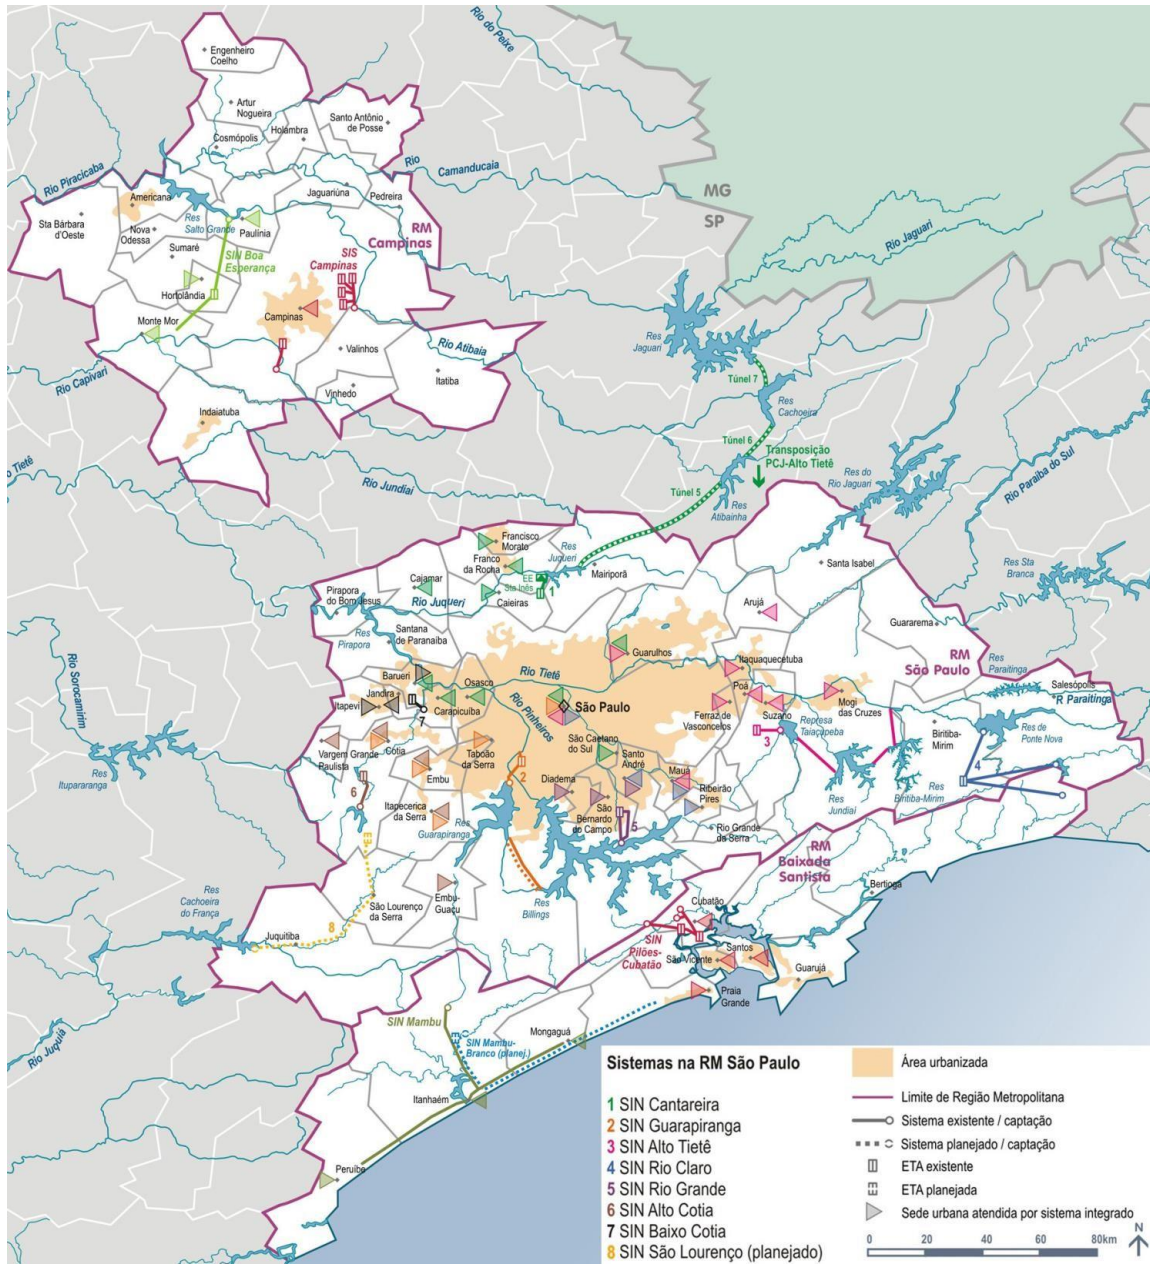 Rio do Peixe
Engenheiro
Coelho
Artur
Nogueira
Holambra
Santo Antônio
de Posse
Cosmópolis
Rio Piracicaba
Rio
Camanducaia
Jaguariúna
Pedreira
Americana
Sta Bárbara
d'Oeste
Nova
Odessa
Res
Salto Grande
Paulínia
RM
Campinas
MG
SP
Rio Jaguari
Sumaré
SIN Boa
Esperança
SIS
Campinas
Hortolândia
Campinas
Monte Mor
Valinhos
Rio Atibaia
Res
Jaguari
Rio Capivari
Itatiba
Vinhedo
Túnel 7
Res
Cachoeira
Indaiatuba
Túnel 6
Transposição
PCJ-Alto Tietê
o Tietê
Rio Jundiaí
Túnel 5
Res
Atibainha
Res do
Rio Jaguari
Rio Paraíba do Sul
Francisco
Morato
Franco
da Rocha
Res
Juqueri
Mairiporã
Santa Isabel
Res Sta
Branca
Cajamar
EE
Sta Inês
1
Pirapora
do Bom Jesus
Rio Juqueri
Caieiras
Arujá
Guararema
Res
Pirapora
Santana
de Paranaíba
Guarulhos
RM
São Paulo
Res
Paraitinga
Rio Sorocamirim
Barueri
Jandira
Itapevi
Osasco
Carapicuíba
7
Rio Tietê
Rio Pinheiros
São Paulo
Itaquaquecetuba
Poá
Ferraz de
Vasconcelos
Suzano
Mogi
das Cruzes
Salesópolis
R Paraitinga
Biritiba-
Mirim
Res de
Ponte Nova
Represa
Taiaçupeba
3
4
Vargem Grande
Paulista
Cotia
Taboão
da Serra
São Caetano
do Sul
Santo
André
Res
Itupararanga
Embu
2
Diadema
Mauá
Ribeirão
Pires
6
Itapecerica
da Serra
Res
Guarapiranga
São
Bernardo
do Campo
5
Rio Grande
da Serra
Res
Jundiaí
Res
Biritiba-Mirim
RM
Baixada
Santista
Res
Cachoeira
do França
São Lourenço
da Serra
Embu-
Guaçu
Res
Billings
Bertioga
Cubatão
8
Juquitiba
SIN
Pilões-
Cubatão
Santos
São Vicente
Guarujá
Praia
Grande
Rio Juquiá
SIN Mambu
SIN Mambu-
Branco (planej.)
Mongaguá
Itanhaém
Peruíbe
Sistemas na RM São Paulo
1 SIN Cantareira
2 SIN Guarapiranga
3 SIN Alto Tietê
4 SIN Rio Claro
5 SIN Rio Grande
6 SIN Alto Cotia
7 SIN Baixo Cotia
8 SIN São Lourenço (planejado)
Área urbanizada
Limite de Região Metropolitana
Sistema existente / captação
Sistema planejado / captação
ETA existente
ETA planejada
Sede urbana atendida por sistema integrado
0 20 40 60 80km
N